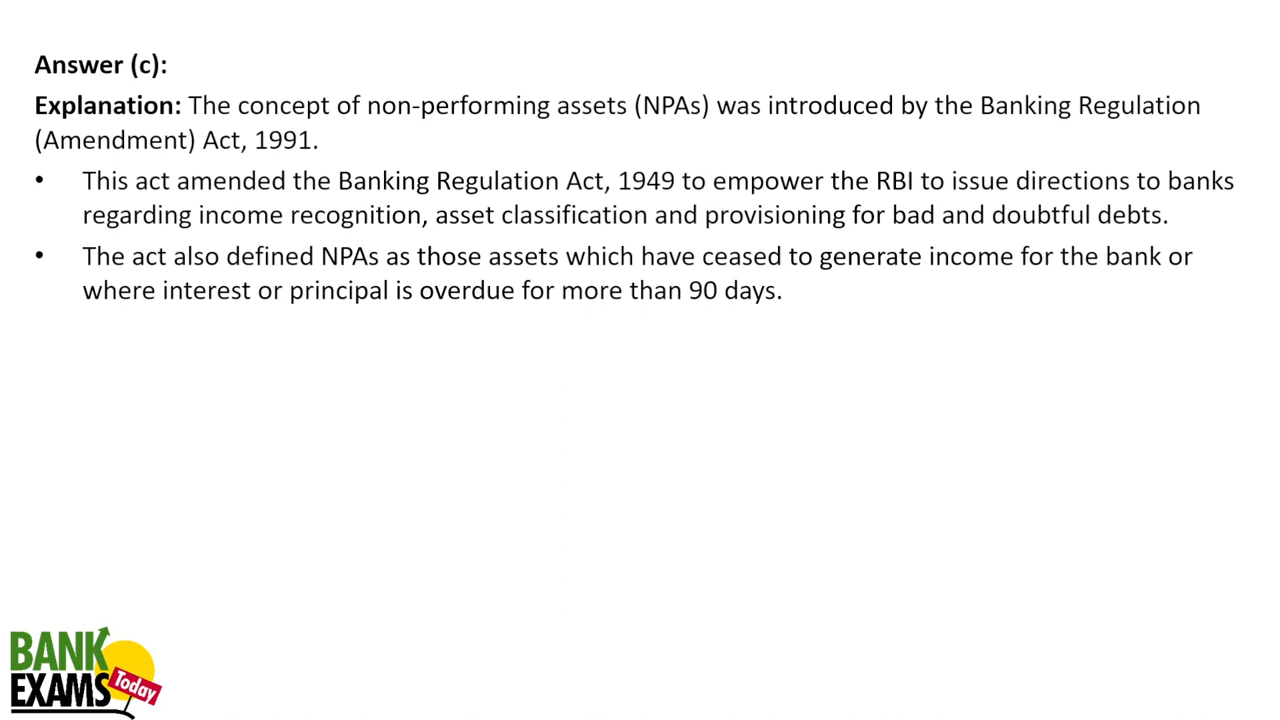 Answer (c):
Explanation: The concept of non-performing assets (NPAs) was introduced by the Banking Regulation
(Amendment) Act, 1991.
• This act amended the Banking Regulation Act, 1949 to empower the RBI to issue directions to banks
regarding income recognition, asset classification and provisioning for bad and doubtful debts.
• The act also defined NPAs as those assets which have ceased to generate income for the bank or
where interest or principal is overdue for more than 90 days.
BANK
EXAMS
Today